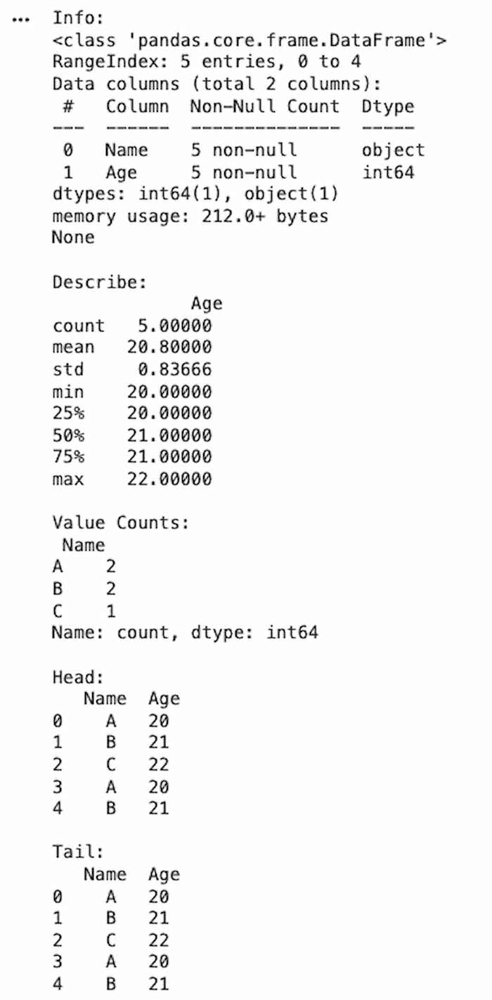 ... Info:
<class 'pandas.core.frame.DataFrame'>
RangeIndex: 5 entries, 0 to 4
Data columns (total 2 columns):
 #   Column  Non-Null Count  Dtype
---  ------  --------------  -----
 0   Name    5 non-null      object
 1   Age     5 non-null      int64
dtypes: int64(1), object(1)
memory usage: 212.0+ bytes
None
Describe:
             Age
count   5.00000
mean   20.80000
std     0.83666
min    20.00000
25%    20.00000
50%    21.00000
75%    21.00000
max    22.00000
Value Counts:
 Name
A    2
B    2
C    1
Name: count, dtype: int64
Head:
   Name  Age
0    A   20
1    B   21
2    C   22
3    A   20
4    B   21
Tail:
   Name  Age
0    A   20
1    B   21
2    C   22
3    A   20
4    B   21